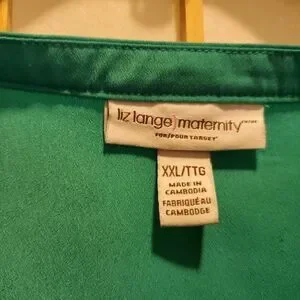 liz lange maternity
FOR/POUR TARGET
XXL/TTG
MADE IN
CAMBODIA
FABRIQUÉ AU
CAMBODGE